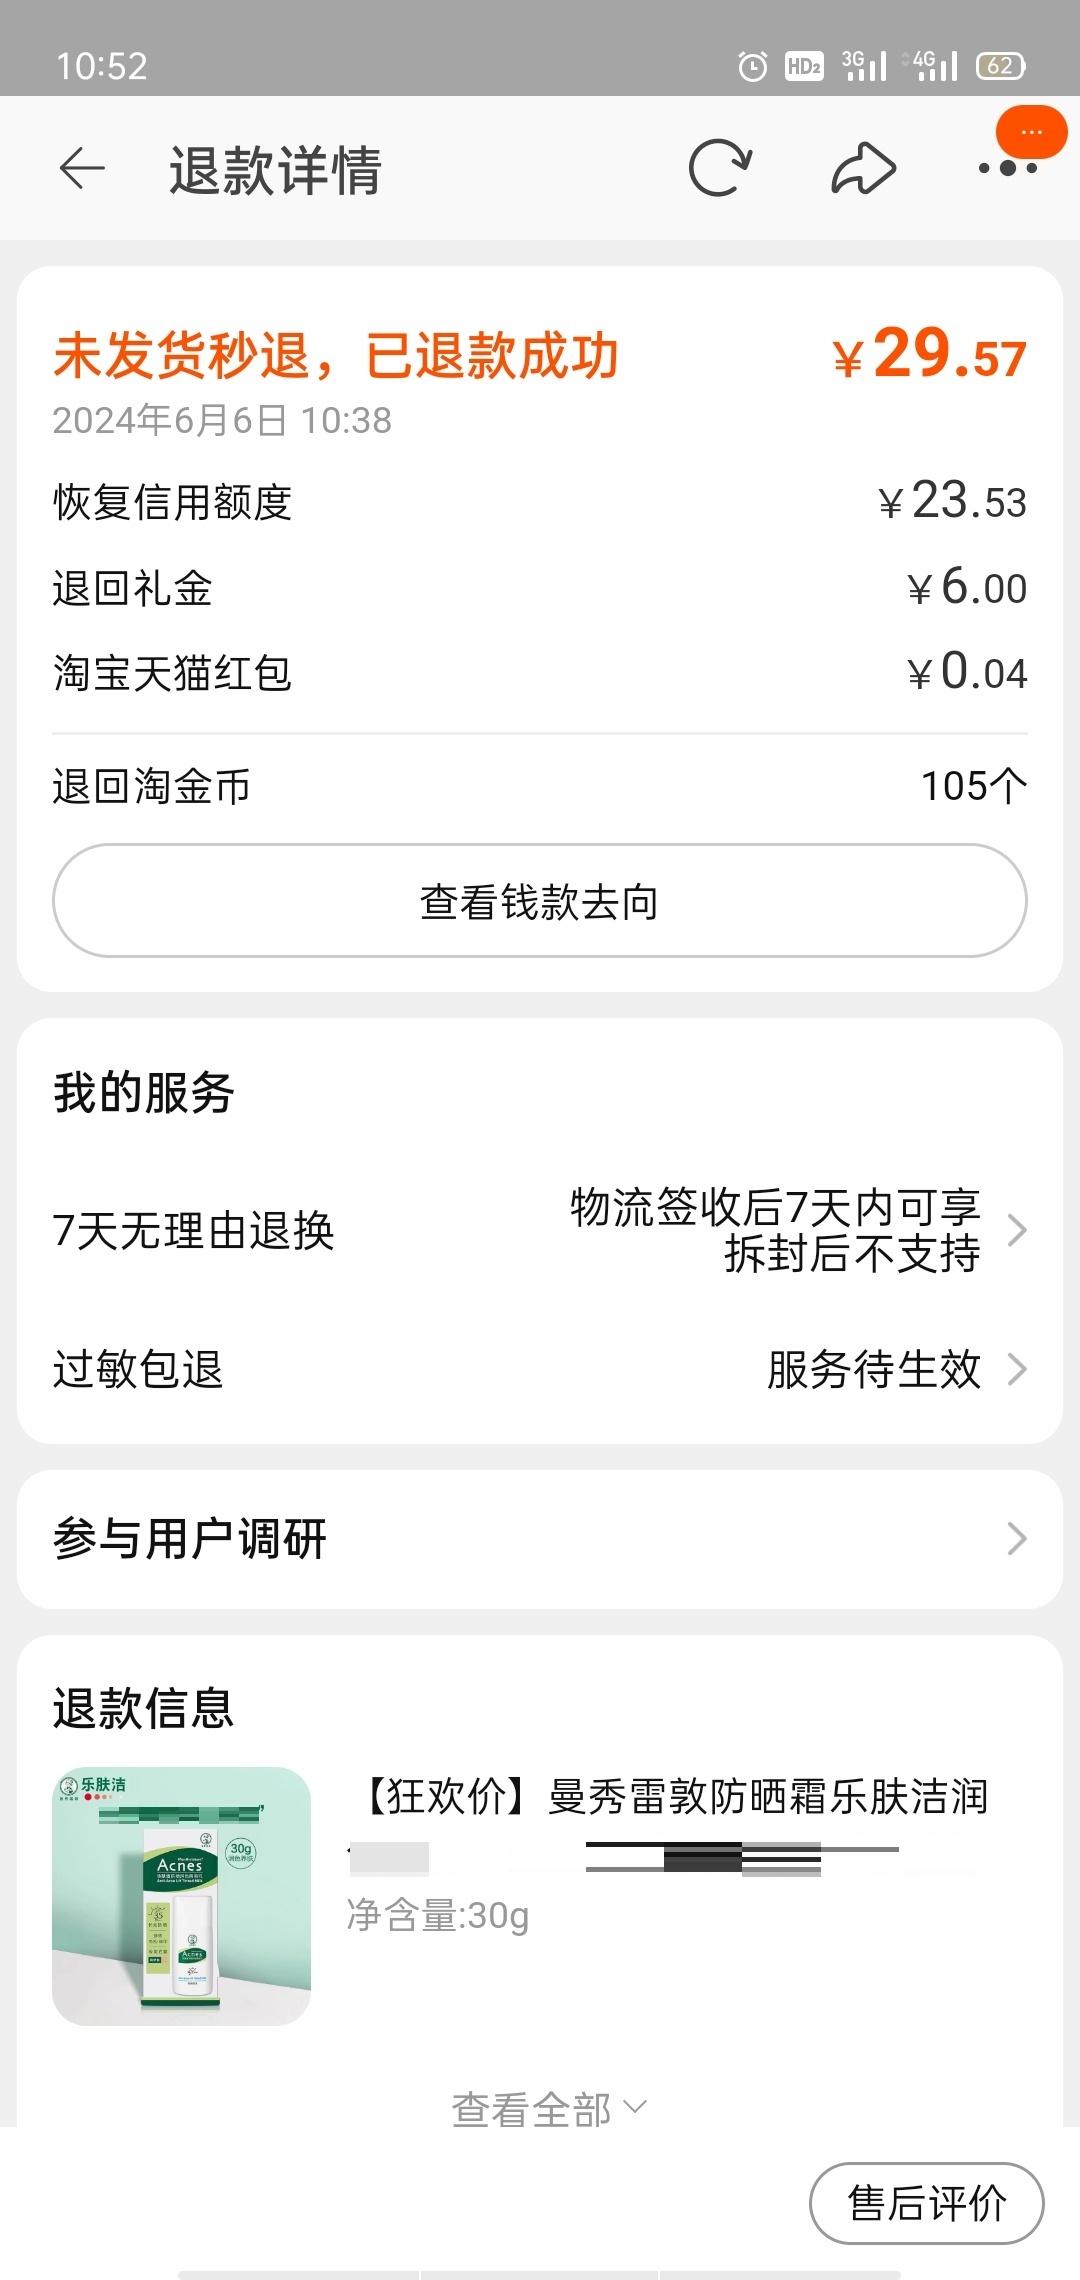 10:52
HD2 3G 4G 62
退款详情
未发货秒退，已退款成功
￥29.57
2024年6月6日 10:38
恢复信用额度
￥23.53
退回礼金
￥6.00
淘宝天猫红包
￥0.04
退回淘金币
105个
查看钱款去向
我的服务
7天无理由退换
物流签收后7天内可享
拆封后不支持
过敏包退
服务待生效
参与用户调研
退款信息
乐肤洁
30g
Acnes
35
Acnes
【狂欢价】曼秀雷敦防晒霜乐肤洁润
净含量:30g
查看全部
售后评价